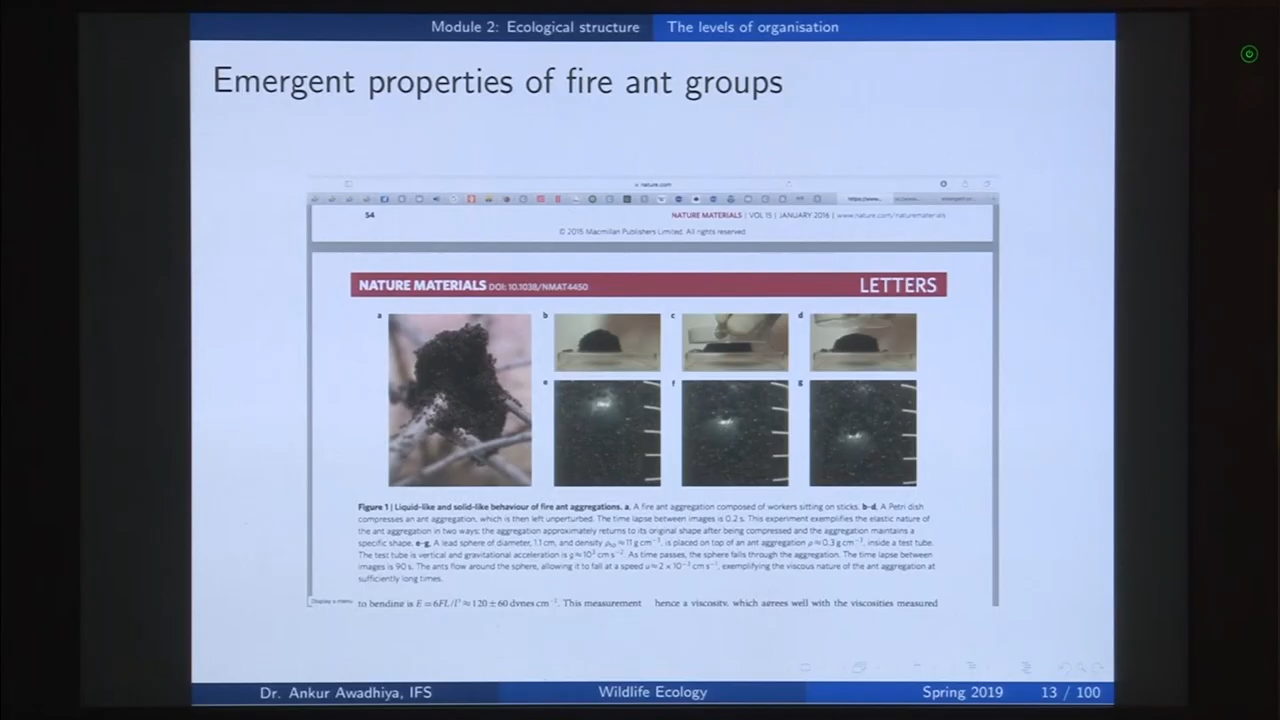 Module 2: Ecological structure
The levels of organisation
Emergent properties of fire ant groups
nature.com
https://www...
54
NATURE MATERIALS | VOL 15 | JANUARY 2016 | www.nature.com/naturematerials
© 2015 Macmillan Publishers Limited. All rights reserved
NATURE MATERIALS DOI: 10.1038/NMAT4450
LETTERS
a
b
c
d
e
f
g
Figure 1 | Liquid-like and solid-like behaviour of fire ant aggregations. a, A fire ant aggregation composed of workers sitting on sticks. b-d, A Petri dish
compresses an ant aggregation, which is then left unperturbed. The time lapse between images is 0.2 s. This experiment exemplifies the elastic nature of
the ant aggregation in two ways: the aggregation approximately returns to its original shape after being compressed and the aggregation maintains a
specific shape. e-g, A lead sphere of diameter, 1.1 cm, and density ≈ 11 g cm⁻³, is placed on top of an ant aggregation ρ ≈ 0.3 g cm⁻³, inside a test tube.
The test tube is vertical and gravitational acceleration is g ≈ 10³ cm s⁻². As time passes, the sphere falls through the aggregation. The time lapse between
images is 90 s. The ants flow around the sphere, allowing it to fall at a speed u ≈ 2 × 10⁻³ cm s⁻¹, exemplifying the viscous nature of the ant aggregation at
sufficiently long times.
Display a menu
to bending is E = 6FL/l³ ≈ 120 ± 60 dynes cm⁻². This measurement
hence a viscosity, which agrees well with the viscosities measured
Dr. Ankur Awadhiya, IFS
Wildlife Ecology
Spring 2019
13 / 100